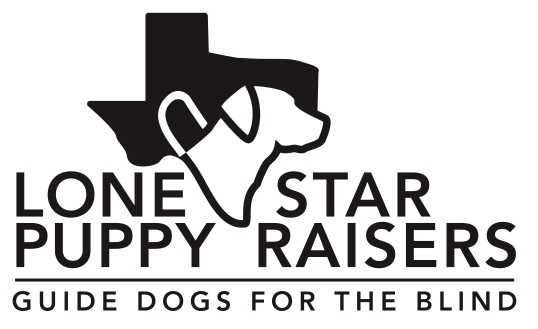 LONE STAR
PUPPY RAISERS
GUIDE DOGS FOR THE BLIND